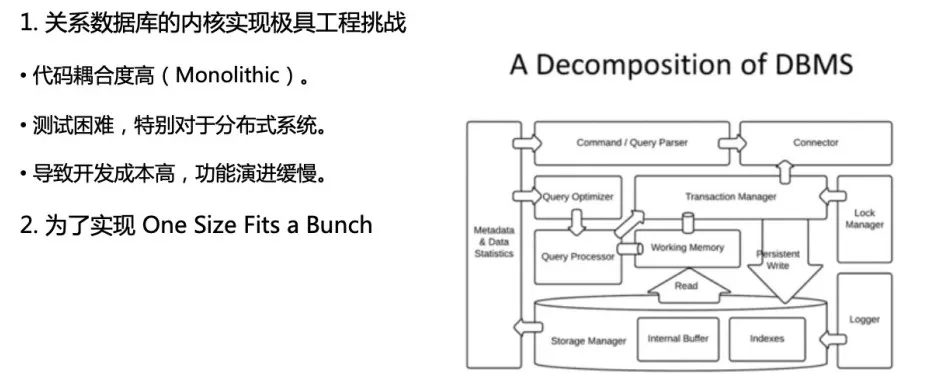 1. 关系数据库的内核实现极具工程挑战
• 代码耦合度高（Monolithic）。
• 测试困难，特别对于分布式系统。
• 导致开发成本高，功能演进缓慢。
2. 为了实现 One Size Fits a Bunch
A Decomposition of DBMS
Command / Query Parser
Connector
Query Optimizer
Transaction Manager
Metadata
& Data
Statistics
Lock
Manager
Query Processor
Working Memory
Persistent
Write
Read
Storage Manager
Internal Buffer
Indexes
Logger